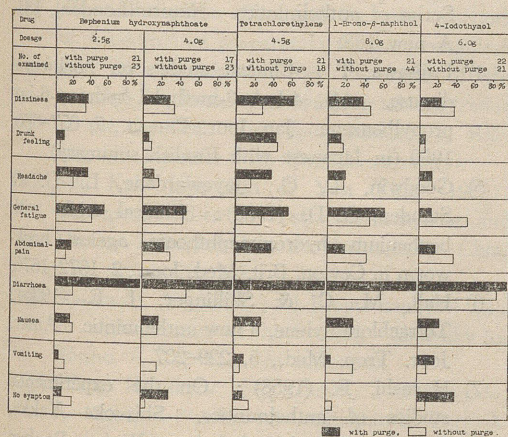 Drug Bephenium hydroxynaphthoate Tetrachlorethylene 1-Bromo-β-naphthol 4-Iodothymol
Dosage 2.5g 4.0g 4.5g 8.0g 6.0g
No. of examined with purge 21 without purge 23 with purge 17 without purge 23 with purge 21 without purge 18 with purge 21 without purge 44 with purge 22 without purge 21
20 40 60 80 % 20 40 60 80 % 20 40 60 80 % 20 40 60 80 % 20 40 60 80 %
Dizziness
Drunk feeling
Headache
General fatigue
Abdominal-pain
Diarrhoea
Nausea
Vomiting
No symptom
with purge, without purge.